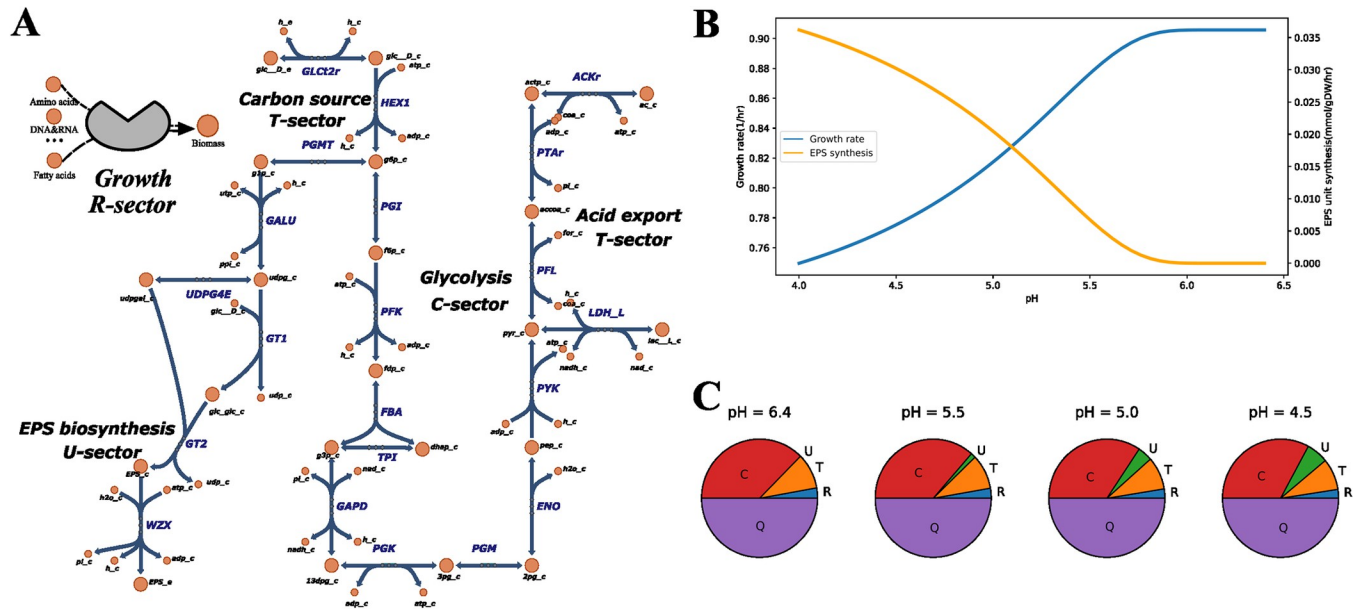 A
h_e
h_c
glc__D_e
GLCt2r
glc__D_c
atp_c
Carbon source
T-sector
HEX1
h_c
adp_c
PGMT
g1p_c
g6p_c
Amino acids
DNA&RNA
...
Fatty acids
Biomass
Growth
R-sector
utp_c
h_c
GALU
ppi_c
PGI
f6p_c
udpgal_c
UDPG4E
udpg_c
glc__D_c
GT1
udp_c
atp_c
PFK
h_c
adp_c
fdp_c
glc_glc_c
EPS biosynthesis
U-sector
GT2
EPS_c
udp_c
h2o_c
atp_c
WZX
pi_c
h_c
adp_c
EPS_e
FBA
g3p_c
TPI
dhap_c
pi_c
nad_c
GAPD
nadh_c
h_c
13dpg_c
PGK
adp_c
atp_c
3pg_c
PGM
2pg_c
ENO
h2o_c
pep_c
adp_c
h_c
PYK
atp_c
pyr_c
Glycolysis
C-sector
nadh_c
nad_c
LDH_L
lac__L_c
h_c
coa_c
PFL
for_c
Acid export
T-sector
accoa_c
pi_c
PTAr
adp_c
coa_c
actp_c
ACKr
atp_c
ac_c
B
Growth rate(1/hr)
0.90
0.88
0.86
0.84
0.82
0.80
0.78
0.76
Growth rate
EPS synthesis
0.035
0.030
0.025
0.020
0.015
0.010
0.005
0.000
EPS unit synthesis(mmol/gDW/hr)
4.0
4.5
5.0
5.5
6.0
6.5
pH
C
pH = 6.4
pH = 5.5
pH = 5.0
pH = 4.5
C
U
T
R
Q
C
U
T
R
Q
C
U
T
R
Q
C
U
T
R
Q